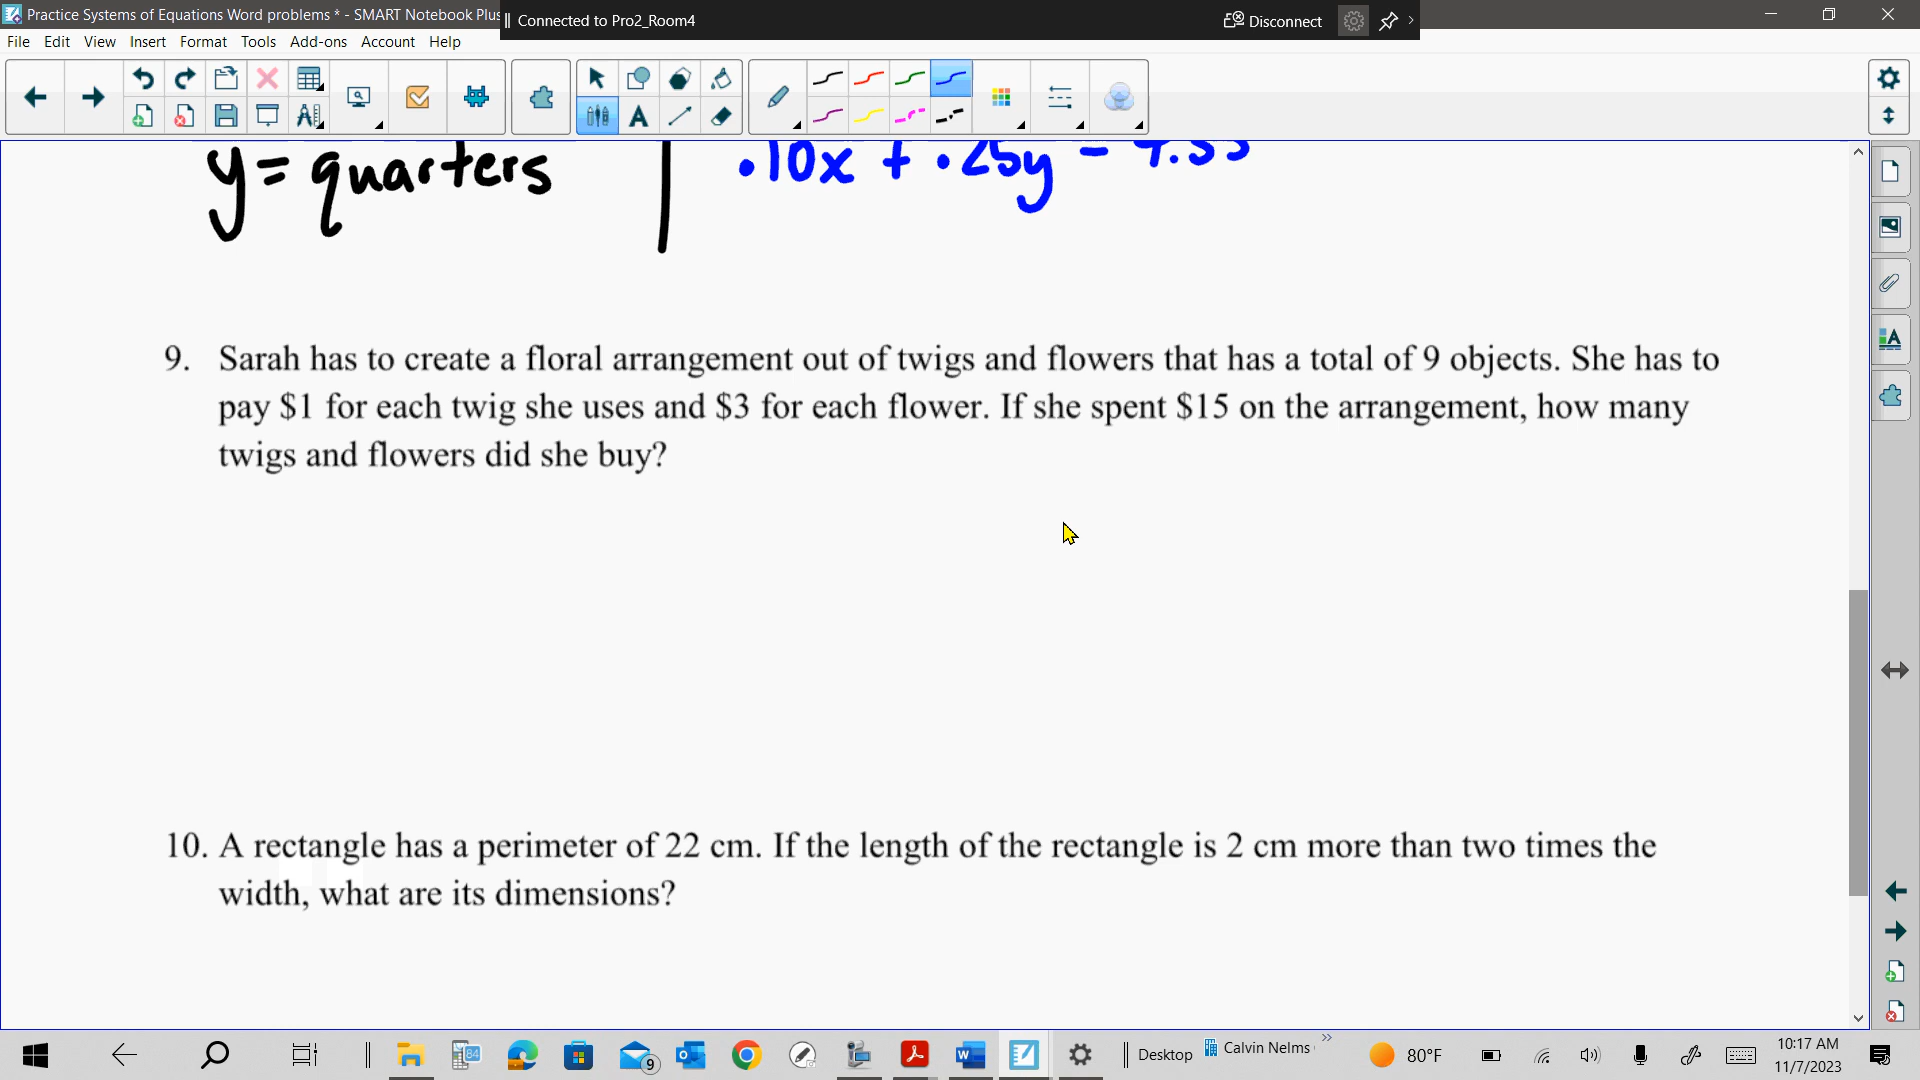 Practice Systems of Equations Word problems * - SMART Notebook Plus
Connected to Pro2_Room4
Disconnect
File Edit View Insert Format Tools Add-ons Account Help
y = quarters
.10x + .25y =
9. Sarah has to create a floral arrangement out of twigs and flowers that has a total of 9 objects. She has to
pay $1 for each twig she uses and $3 for each flower. If she spent $15 on the arrangement, how many
twigs and flowers did she buy?
10. A rectangle has a perimeter of 22 cm. If the length of the rectangle is 2 cm more than two times the
width, what are its dimensions?
84
9
Desktop
Calvin Nelms
80°F
10:17 AM
11/7/2023